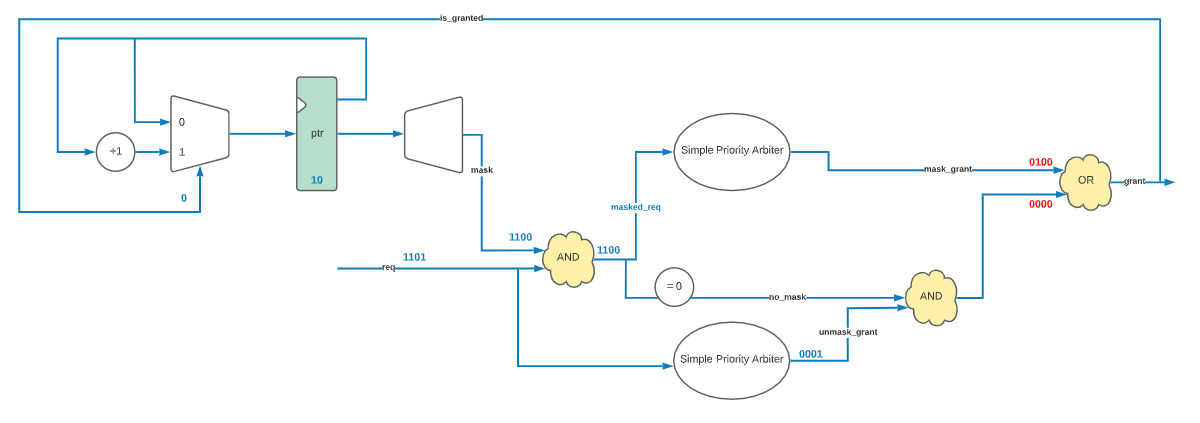 is_granted
0
÷1
1
ptr
10
0
mask
Simple Priority Arbiter
mask_grant
0100
OR
grant
0000
masked_req
1100
AND
1100
1101
req
= 0
no_mask
AND
unmask_grant
Simple Priority Arbiter
0001